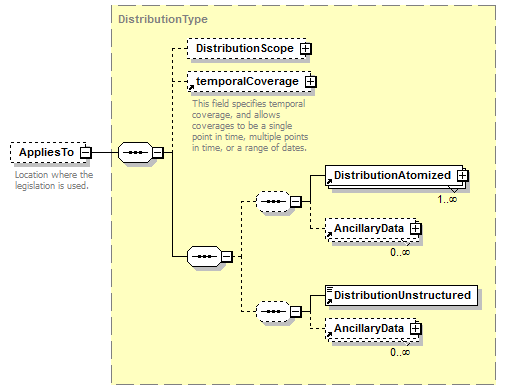 DistributionType
DistributionScope
temporalCoverage
This field specifies temporal
coverage, and allows
coverages to be a single
point in time, multiple points
in time, or a range of dates.
AppliesTo
Location where the
legislation is used.
DistributionAtomized
1..∞
AncillaryData
0..∞
DistributionUnstructured
AncillaryData
0..∞